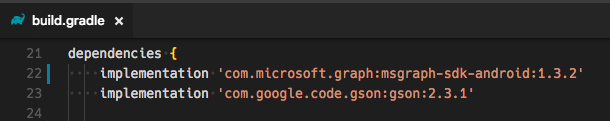 build.gradle ×
21 dependencies {
22 implementation 'com.microsoft.graph:msgraph-sdk-android:1.3.2'
23 implementation 'com.google.code.gson:gson:2.3.1'
24